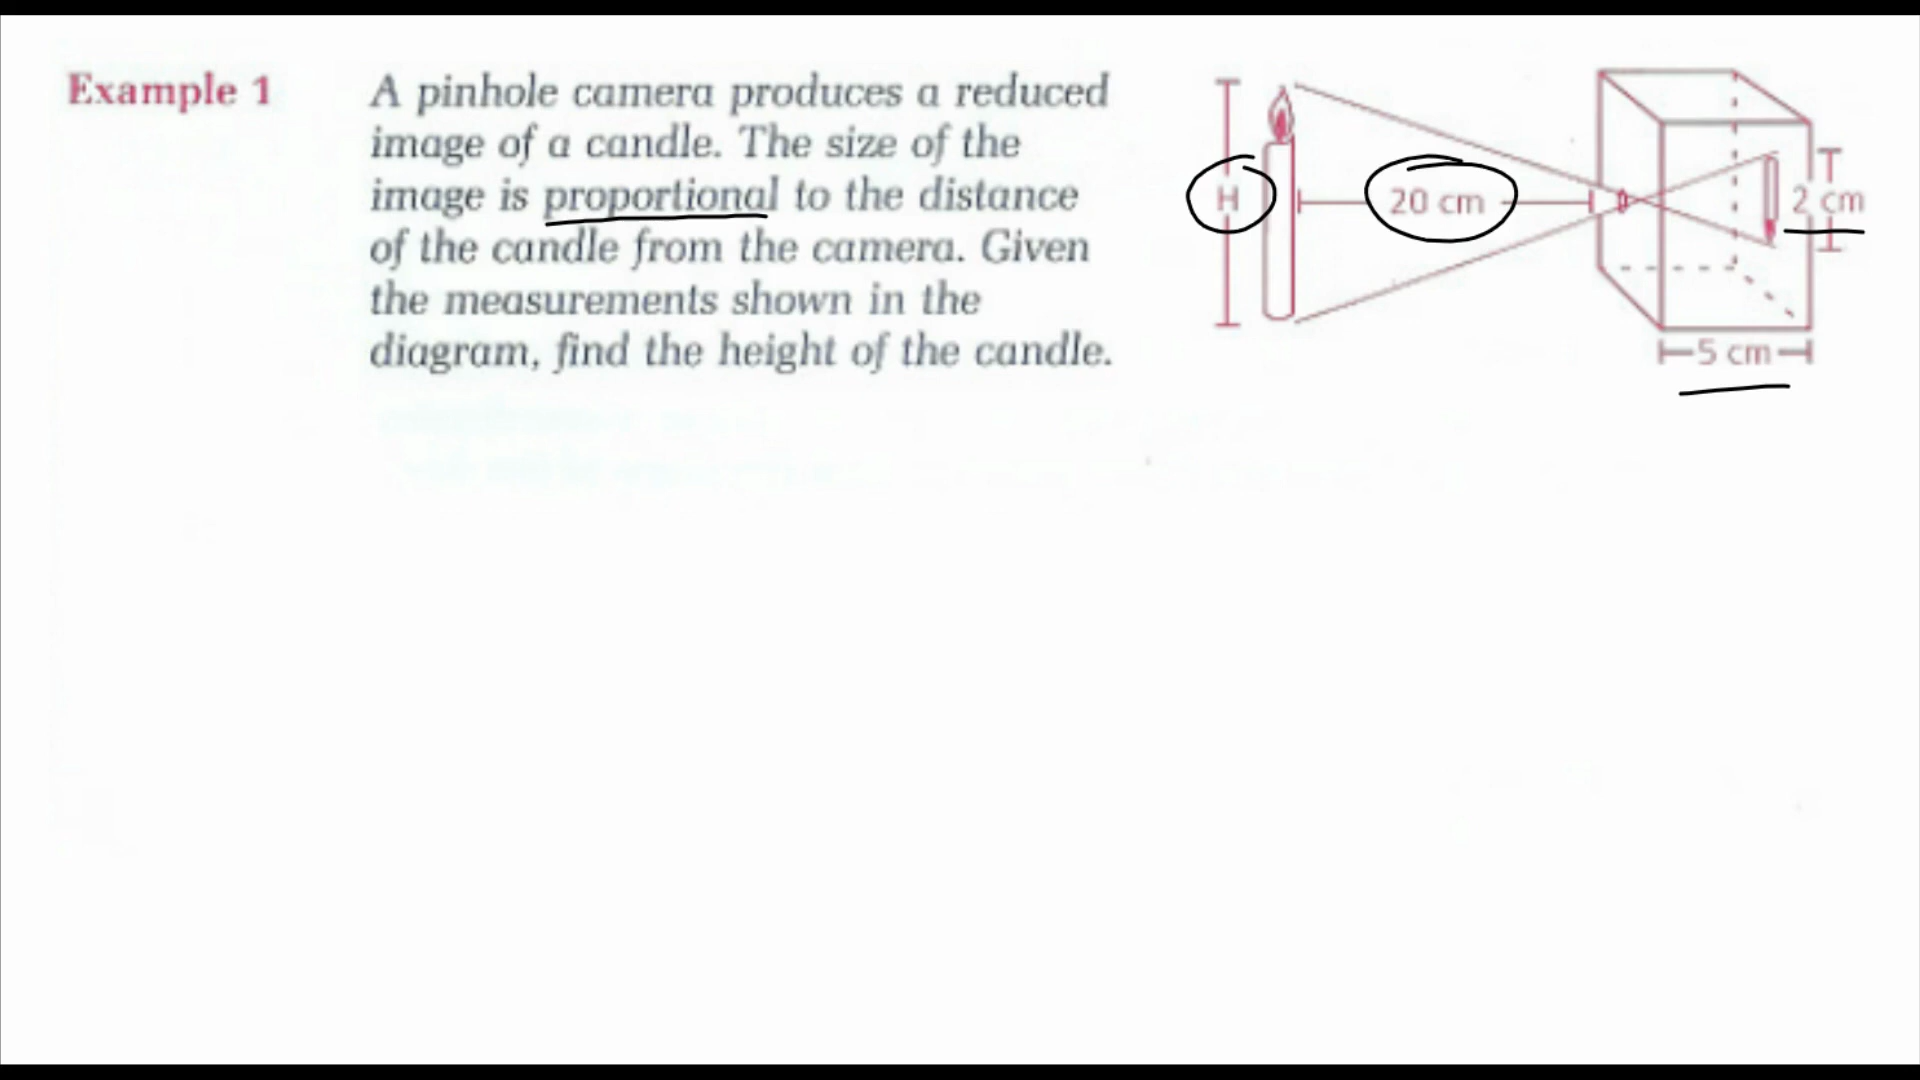 Example 1
A pinhole camera produces a reduced
image of a candle. The size of the
image is proportional to the distance
of the candle from the camera. Given
the measurements shown in the
diagram, find the height of the candle.
H
20 cm
2 cm
5 cm